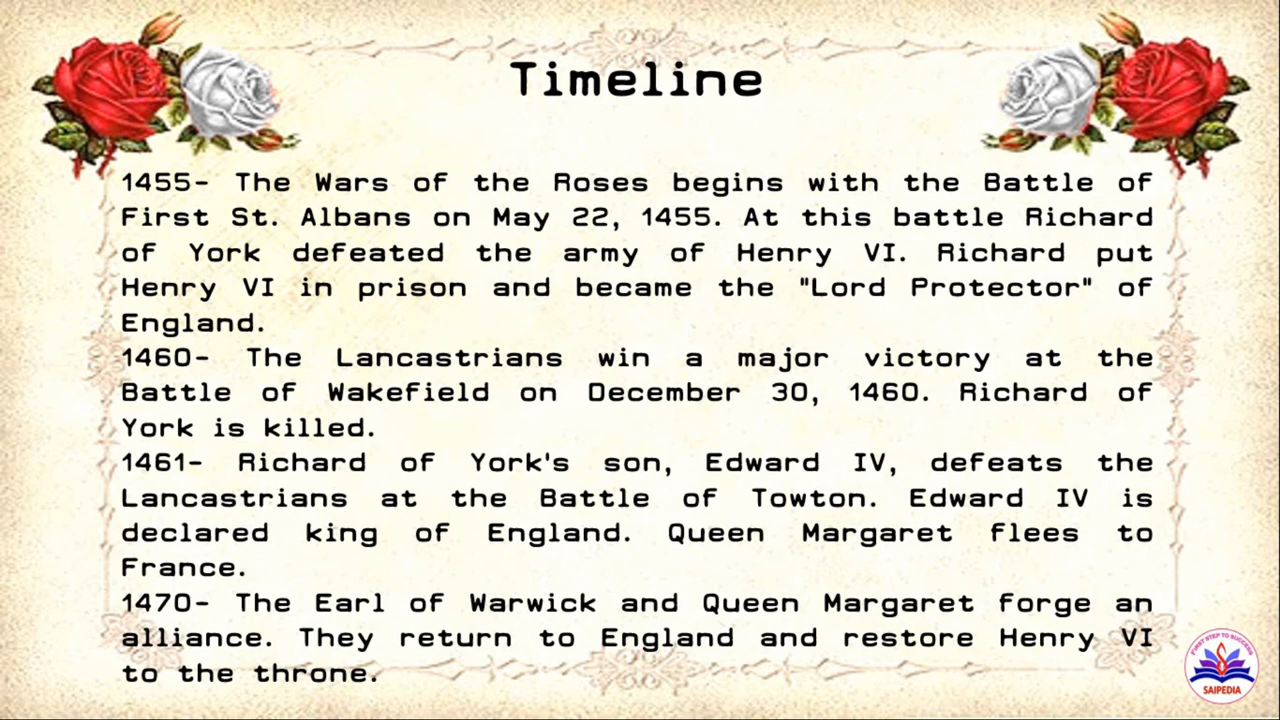 Timeline
1455- The Wars of the Roses begins with the Battle of
First St. Albans on May 22, 1455. At this battle Richard
of York defeated the army of Henry VI. Richard put
Henry VI in prison and became the "Lord Protector" of
England.
1460- The Lancastrians win a major victory at the
Battle of Wakefield on December 30, 1460. Richard of
York is killed.
1461- Richard of York's son, Edward IV, defeats the
Lancastrians at the Battle of Towton. Edward IV is
declared king of England. Queen Margaret flees to
France.
1470- The Earl of Warwick and Queen Margaret forge an
alliance. They return to England and restore Henry VI
to the throne.
FIRST STEP TO SUCCESS
SAIPEDIA